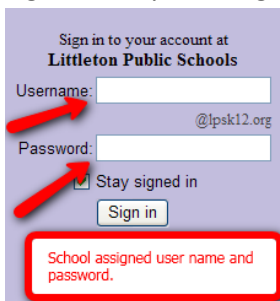 Sign in to your account at
Littleton Public Schools
Username:
@lpsk12.org
Password:
Stay signed in
Sign in
School assigned user name and
password.